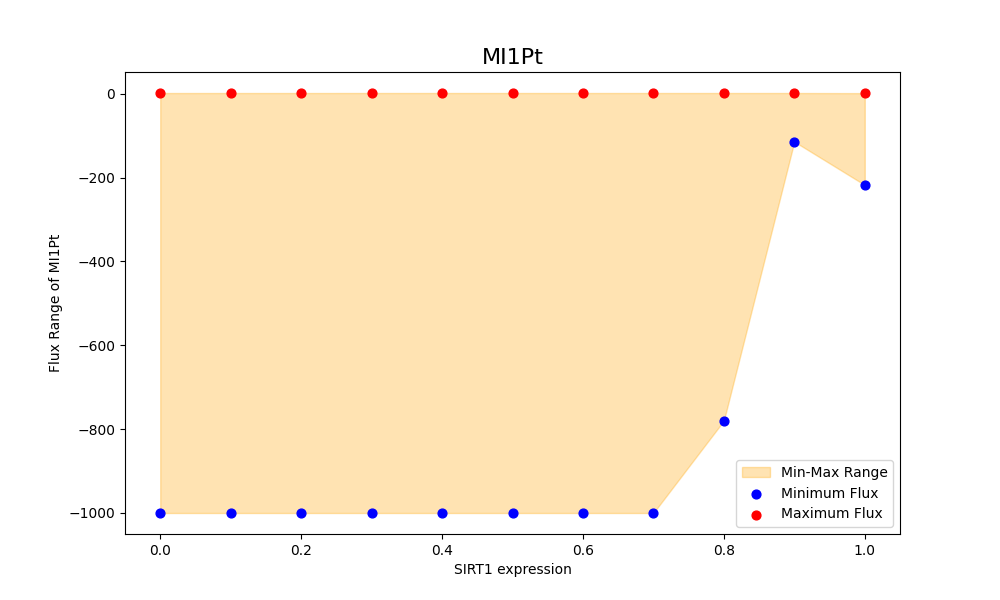 MI1Pt
Flux Range of MI1Pt
0
−200
−400
−600
−800
−1000
0.0
0.2
0.4
0.6
0.8
1.0
SIRT1 expression
Min-Max Range
Minimum Flux
Maximum Flux